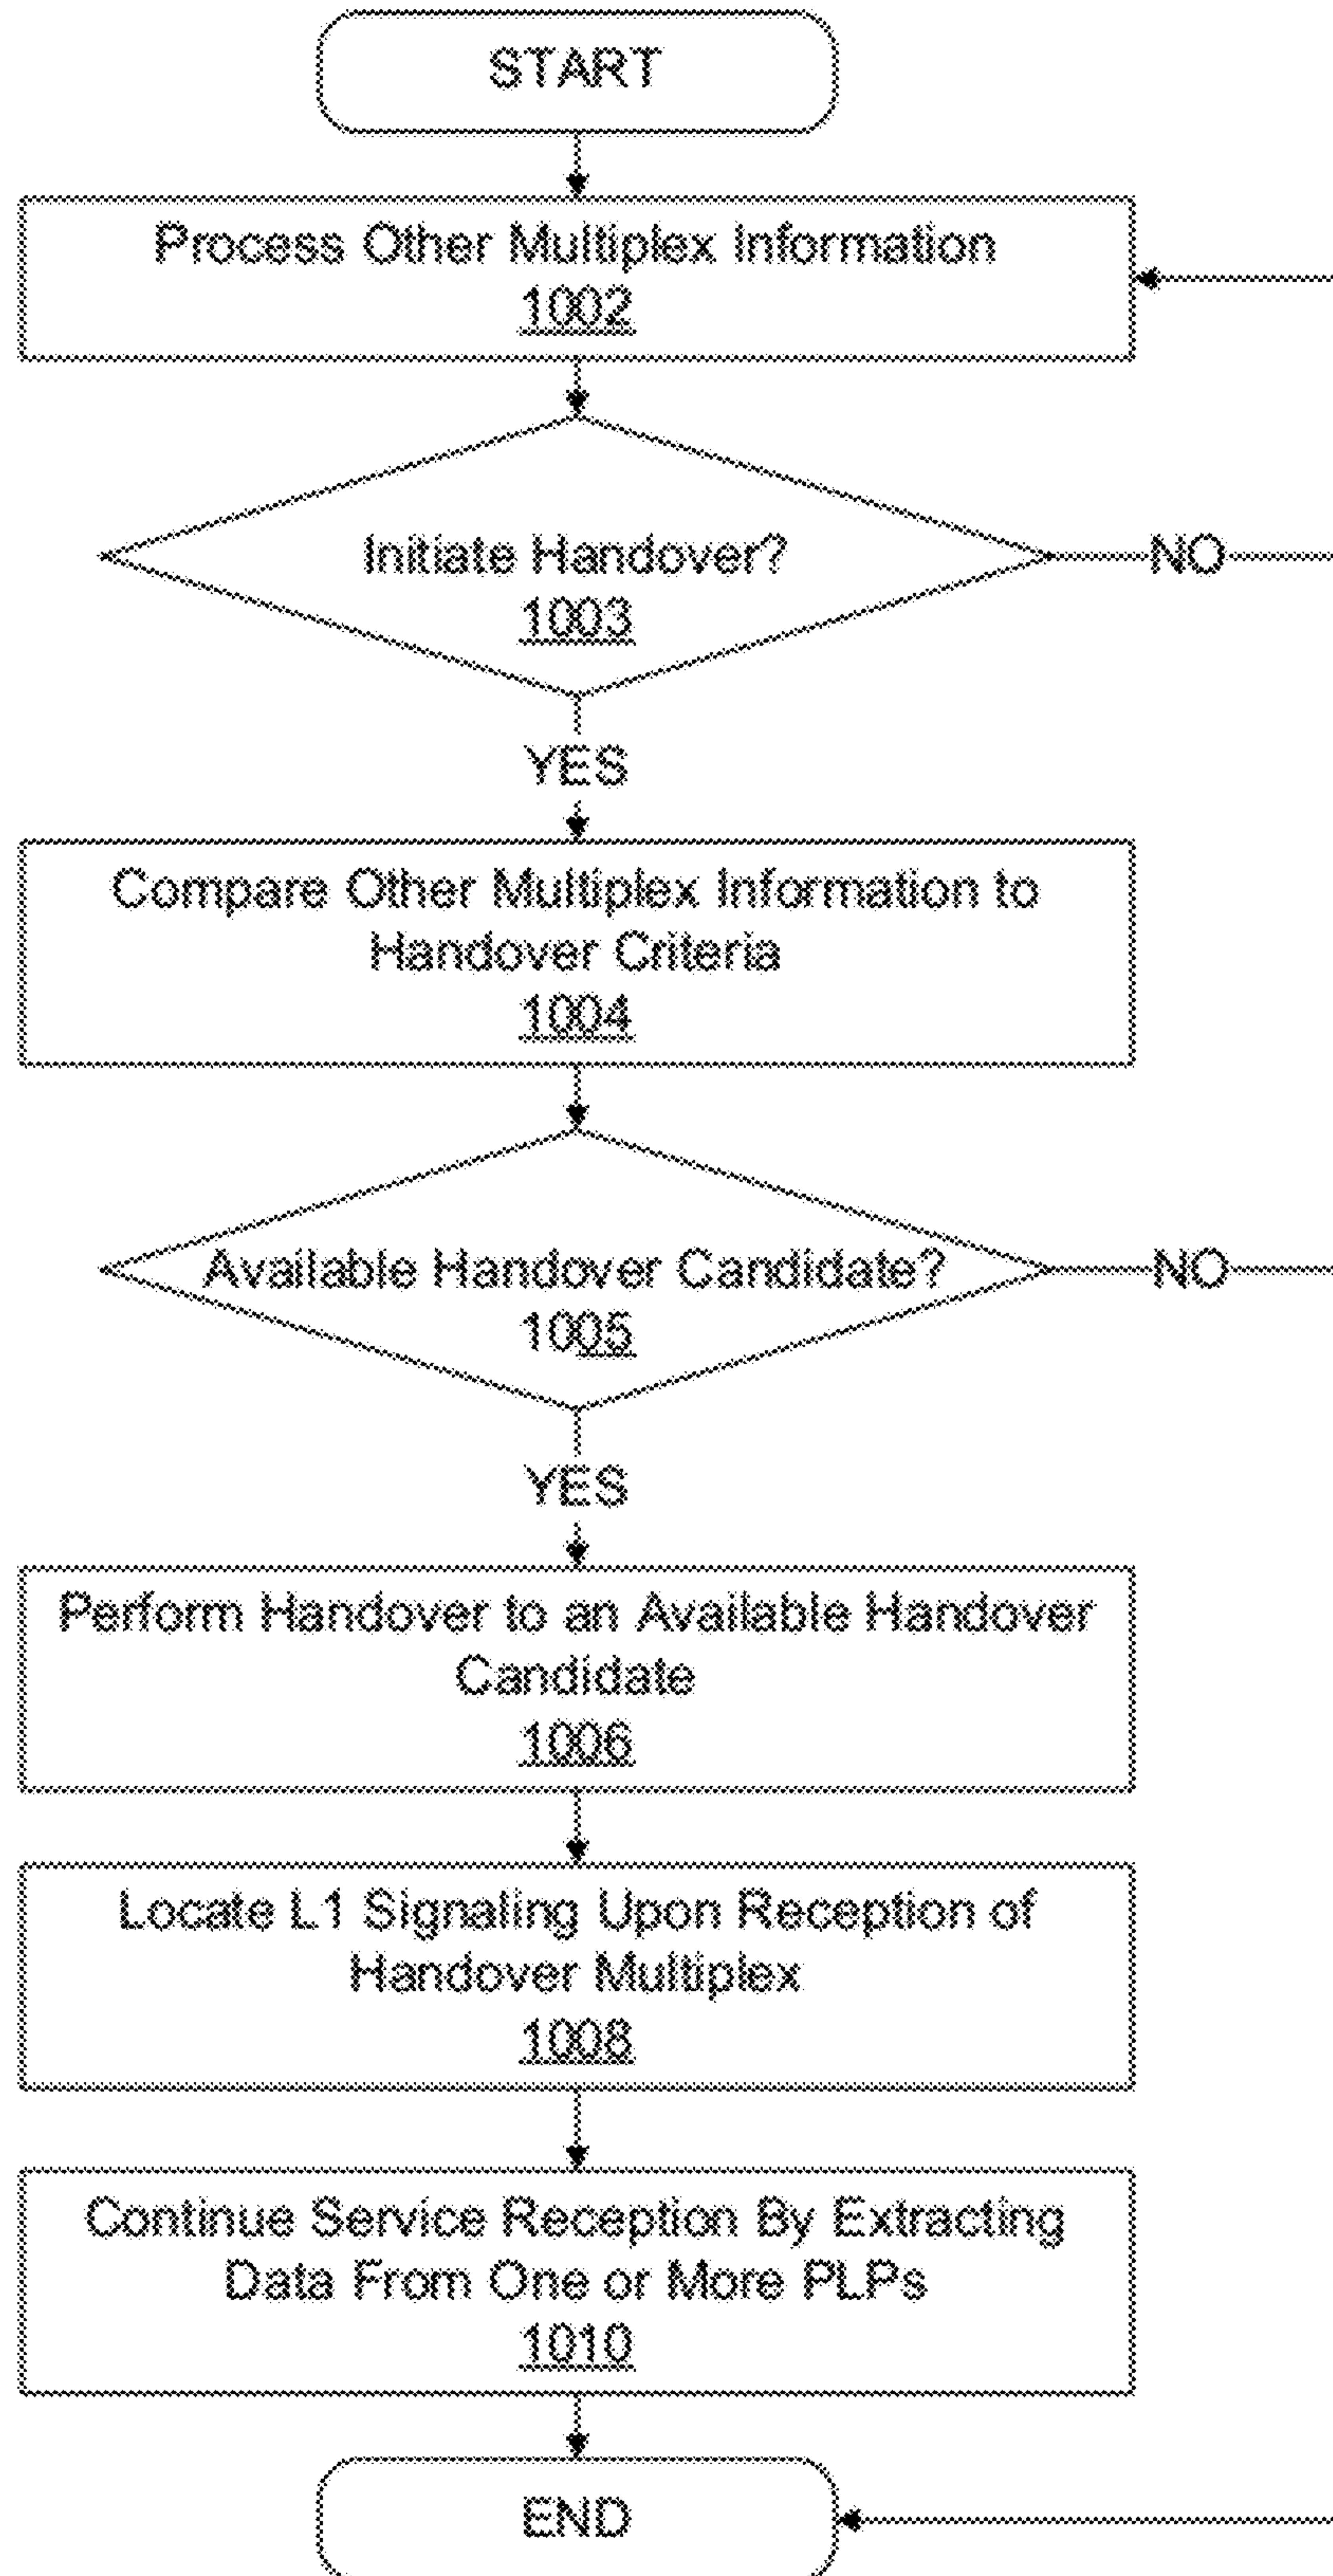 START
Process Other Multiplex Information
1002
Initiate Handover?
1003
NO
YES
Compare Other Multiplex Information to
Handover Criteria
1004
Available Handover Candidate?
1005
NO
YES
Perform Handover to an Available Handover
Candidate
1006
Locate L1 Signaling Upon Reception of
Handover Multiplex
1008
Continue Service Reception By Extracting
Data From One or More PLPs
1010
END